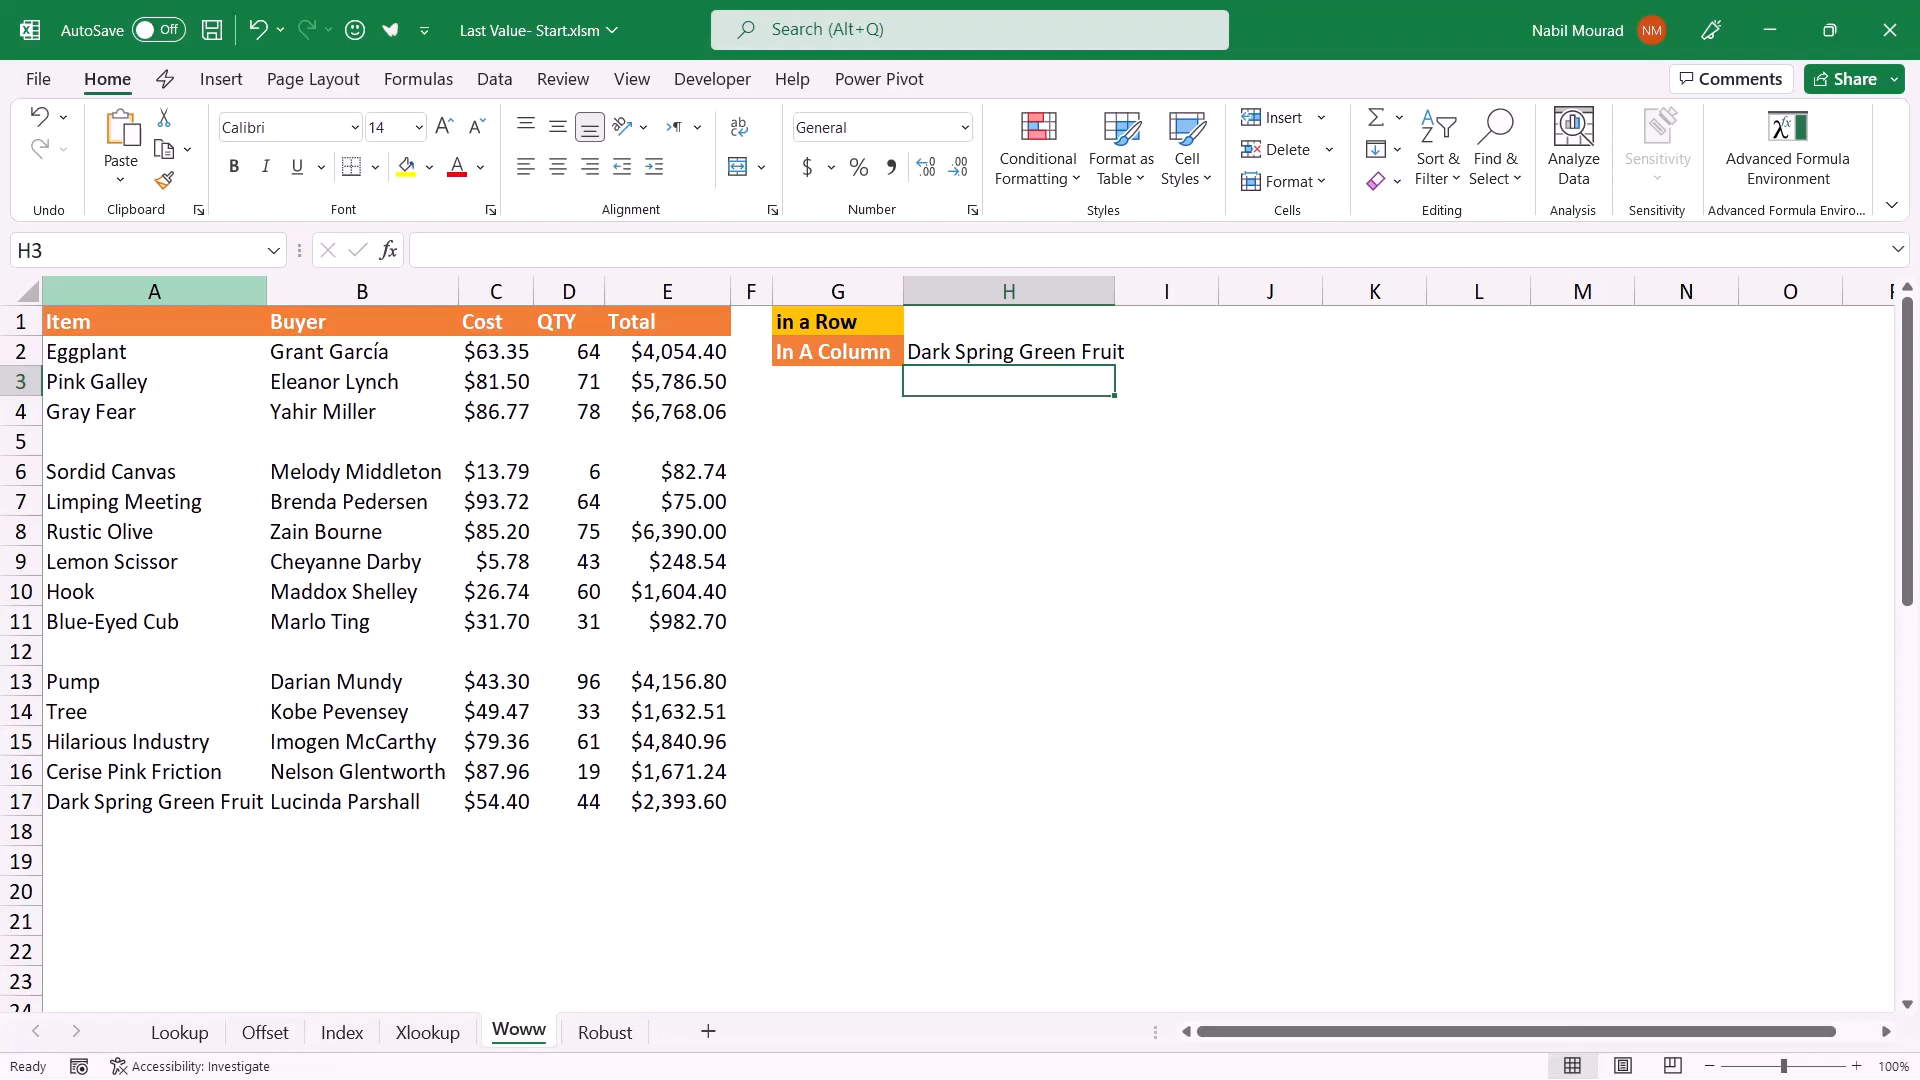 AutoSave Off Last Value- Start.xlsm Search (Alt+Q) Nabil Mourad NM
File Home Insert Page Layout Formulas Data Review View Developer Help Power Pivot Comments Share
Calibri 14 General Insert
Paste Conditional Formatting Format as Table Cell Styles Delete Sort & Filter Find & Select Analyze Data Sensitivity Advanced Formula Environment
B I U $ % Format
Undo Clipboard Font Alignment Number Styles Cells Editing Analysis Sensitivity Advanced Formula Enviro...
H3 fx
A B C D E F G H I J K L M N O
1 Item Buyer Cost QTY Total in a Row
2 Eggplant Grant García $63.35 64 $4,054.40 In A Column Dark Spring Green Fruit
3 Pink Galley Eleanor Lynch $81.50 71 $5,786.50
4 Gray Fear Yahir Miller $86.77 78 $6,768.06
5
6 Sordid Canvas Melody Middleton $13.79 6 $82.74
7 Limping Meeting Brenda Pedersen $93.72 64 $75.00
8 Rustic Olive Zain Bourne $85.20 75 $6,390.00
9 Lemon Scissor Cheyanne Darby $5.78 43 $248.54
10 Hook Maddox Shelley $26.74 60 $1,604.40
11 Blue-Eyed Cub Marlo Ting $31.70 31 $982.70
12
13 Pump Darian Mundy $43.30 96 $4,156.80
14 Tree Kobe Pevensey $49.47 33 $1,632.51
15 Hilarious Industry Imogen McCarthy $79.36 61 $4,840.96
16 Cerise Pink Friction Nelson Glentworth $87.96 19 $1,671.24
17 Dark Spring Green Fruit Lucinda Parshall $54.40 44 $2,393.60
18
19
20
21
22
23
24
Lookup Offset Index Xlookup Woww Robust
Ready Accessibility: Investigate 100%